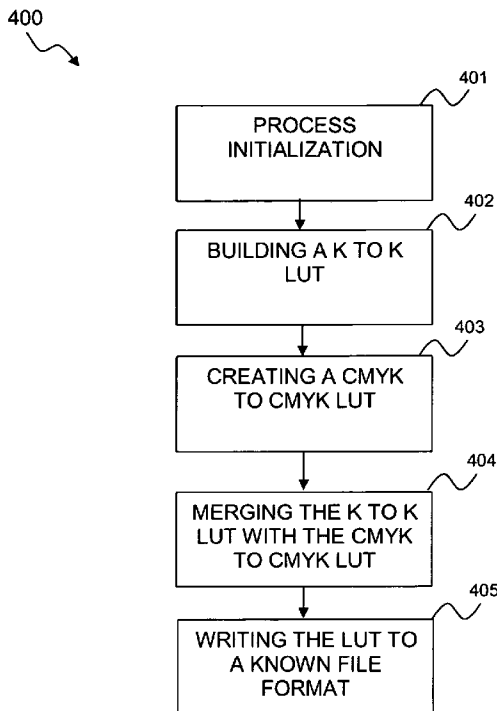 400
401
PROCESS
INITIALIZATION
402
BUILDING A K TO K
LUT
403
CREATING A CMYK
TO CMYK LUT
404
MERGING THE K TO K
LUT WITH THE CMYK
TO CMYK LUT
405
WRITING THE LUT TO
A KNOWN FILE
FORMAT